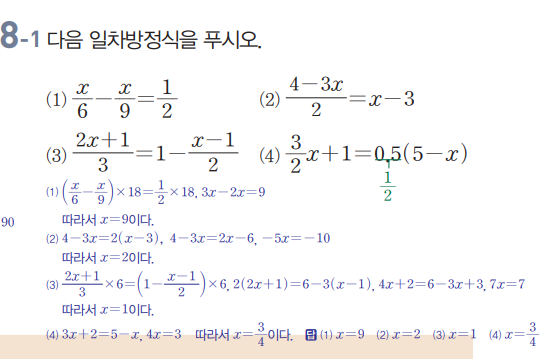 8-1 다음 일차방정식을 푸시오.
(1) x/6 - x/9 = 1/2 (2) (4-3x)/2 = x-3
(3) (2x+1)/3 = 1 - (x-1)/2 (4) 3/2 x+1=0.5(5-x)
1/2
(1) (x/6 - x/9)×18=1/2×18, 3x-2x=9
90
따라서 x=9이다.
(2) 4-3x=2(x-3), 4-3x=2x-6, -5x=-10
따라서 x=2이다.
(3) (2x+1)/3 ×6=(1-(x-1)/2)×6, 2(2x+1)=6-3(x-1), 4x+2=6-3x+3, 7x=7
따라서 x=1이다.
(4) 3x+2=5-x, 4x=3 따라서 x=3/4이다. 답 (1) x=9 (2) x=2 (3) x=1 (4) x=3/4